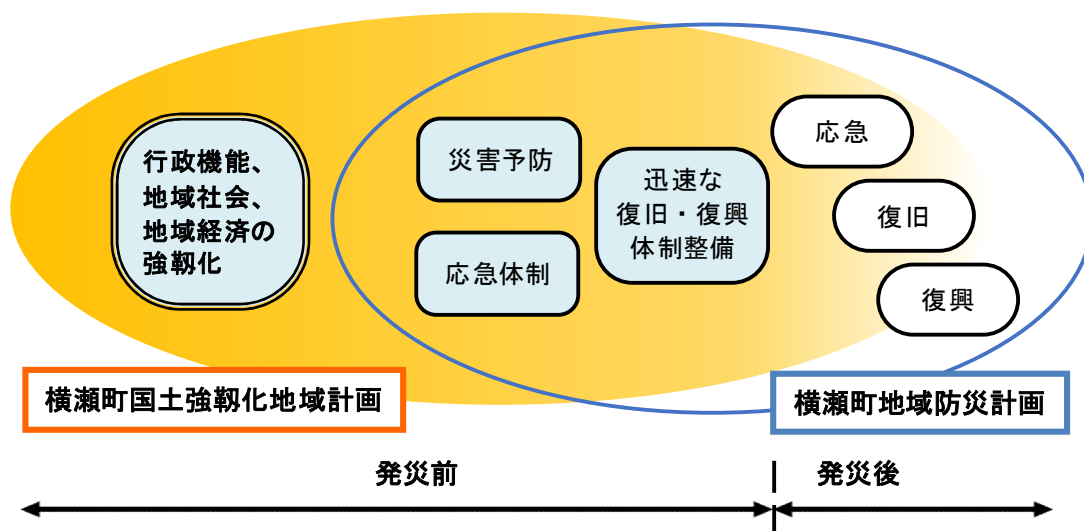 行政機能、
地域社会、
地域経済の
強靱化
災害予防
応急体制
迅速な
復旧・復興
体制整備
応急
復旧
復興
横瀬町国土強靱化地域計画
横瀬町地域防災計画
発災前
発災後